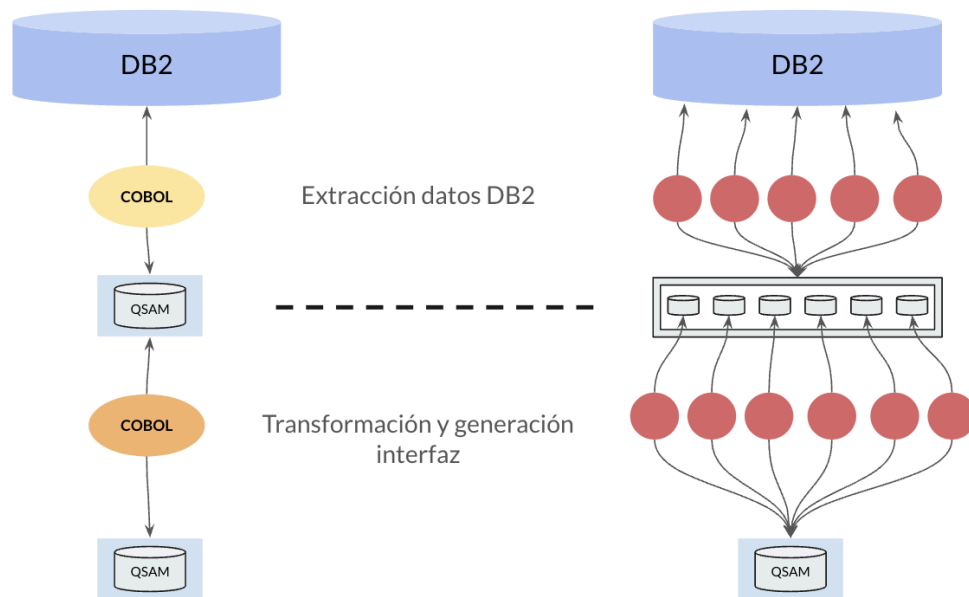 DB2
DB2
COBOL
Extracción datos DB2
QSAM
COBOL
Transformación y generación
interfaz
QSAM
QSAM